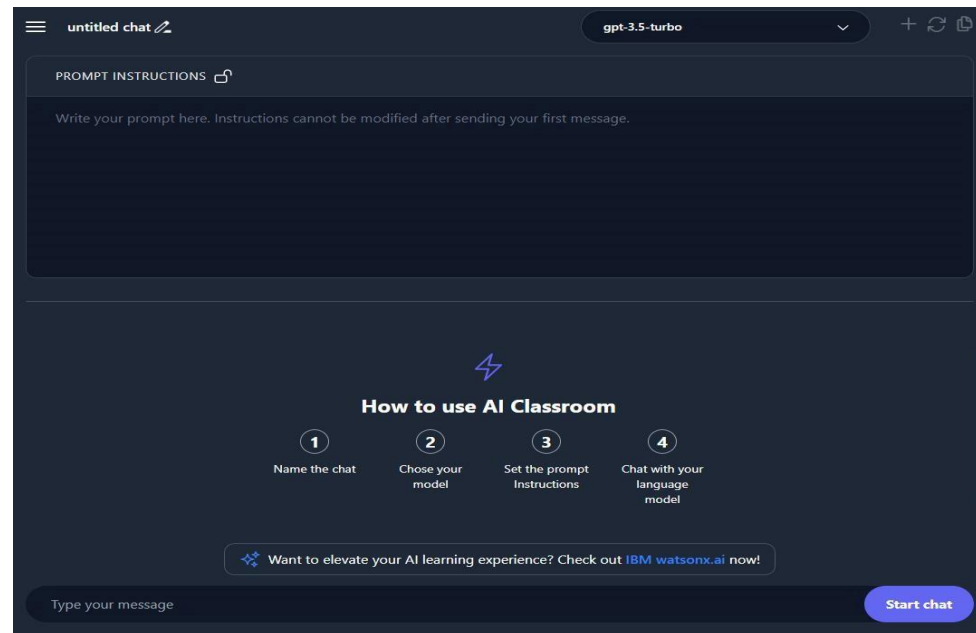 untitled chat
gpt-3.5-turbo
PROMPT INSTRUCTIONS
Write your prompt here. Instructions cannot be modified after sending your first message.
How to use AI Classroom
1
Name the chat
2
Chose your
model
3
Set the prompt
Instructions
4
Chat with your
language
model
Want to elevate your AI learning experience? Check out IBM watsonx.ai now!
Type your message
Start chat